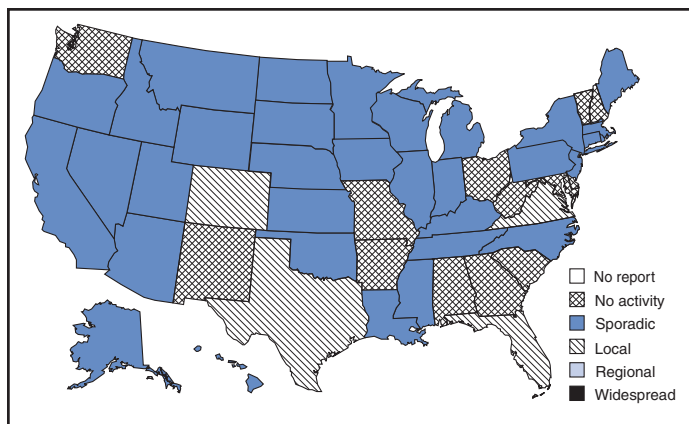 No report
No activity
Sporadic
Local
Regional
Widespread